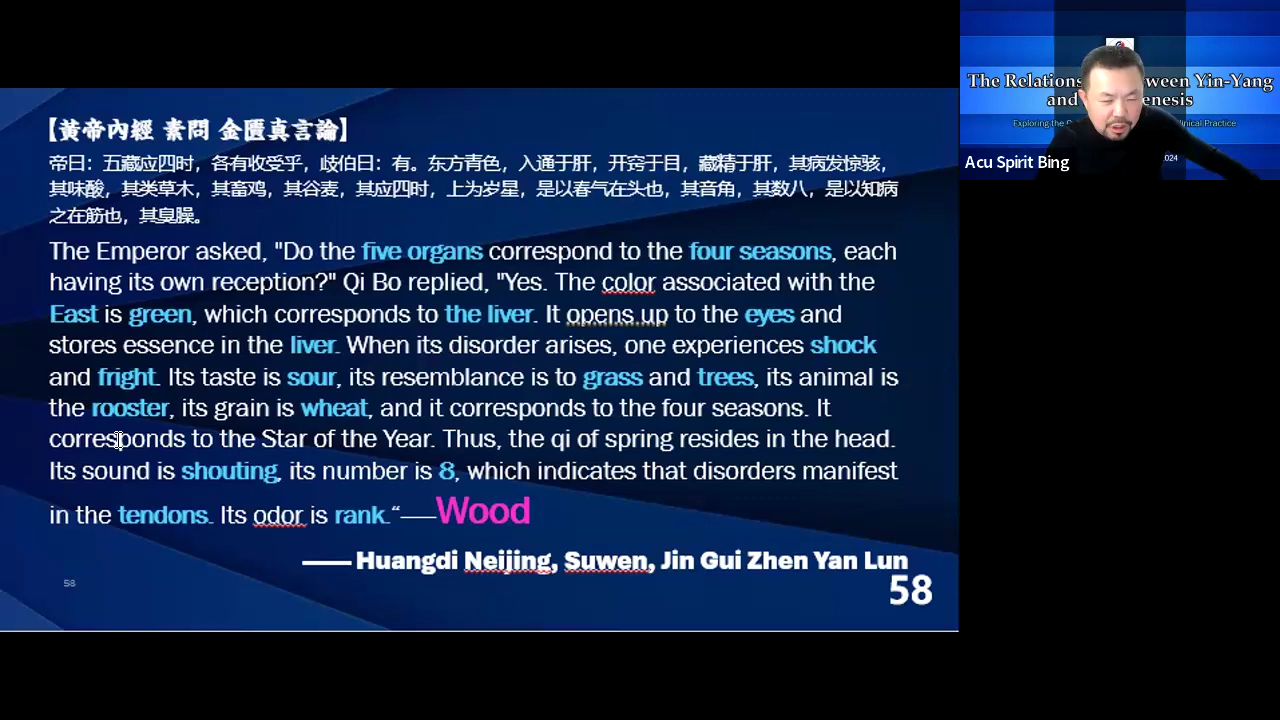 【黃帝內經 素問 金匱真言論】
帝曰：五藏应四时，各有收受乎，歧伯曰：有。东方青色，入通于肝，开窍于目，藏精于肝，其病发惊骇，
其味酸，其类草木，其畜鸡，其谷麦，其应四时，上为岁星，是以春气在头也，其音角，其数八，是以知病
之在筋也，其臭臊。
The Emperor asked, "Do the five organs correspond to the four seasons, each
having its own reception?" Qi Bo replied, "Yes. The color associated with the
East is green, which corresponds to the liver. It opens up to the eyes and
stores essence in the liver. When its disorder arises, one experiences shock
and fright. Its taste is sour, its resemblance is to grass and trees, its animal is
the rooster, its grain is wheat, and it corresponds to the four seasons. It
corresponds to the Star of the Year. Thus, the qi of spring resides in the head.
Its sound is shouting, its number is 8, which indicates that disorders manifest
in the tendons. Its odor is rank.“——Wood
—— Huangdi Neijing, Suwen, Jin Gui Zhen Yan Lun
58
58
The Relations ween Yin-Yang
and enesis
Exploring the inical Practice
Acu Spirit Bing